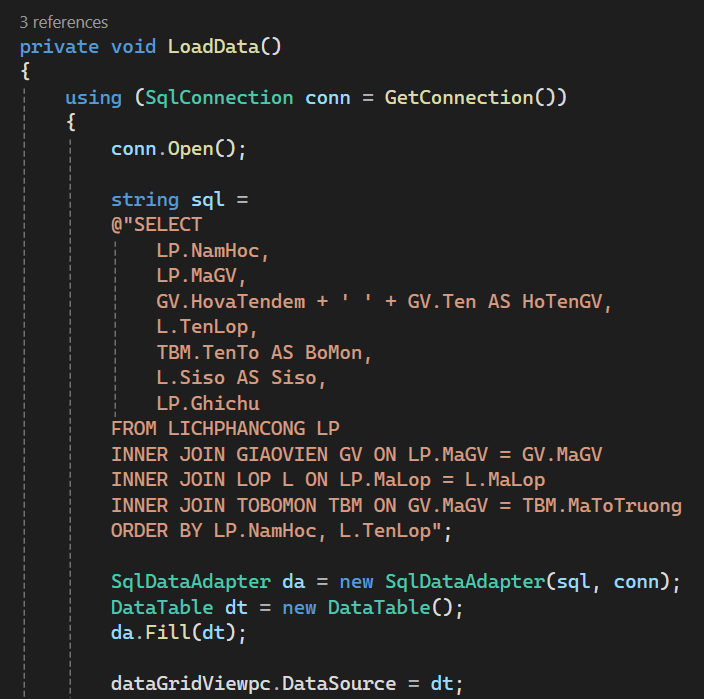 3 references
private void LoadData()
{
using (SqlConnection conn = GetConnection())
{
conn.Open();
string sql =
@"SELECT
LP.NamHoc,
LP.MaGV,
GV.HovaTendem + ' ' + GV.Ten AS HoTenGV,
L.TenLop,
TBM.TenTo AS BoMon,
L.Siso AS Siso,
LP.Ghichu
FROM LICHPHANCONG LP
INNER JOIN GIAOVIEN GV ON LP.MaGV = GV.MaGV
INNER JOIN LOP L ON LP.MaLop = L.MaLop
INNER JOIN TOBOMON TBM ON GV.MaGV = TBM.MaToTruong
ORDER BY LP.NamHoc, L.TenLop";
SqlDataAdapter da = new SqlDataAdapter(sql, conn);
DataTable dt = new DataTable();
da.Fill(dt);
dataGridViewpc.DataSource = dt;